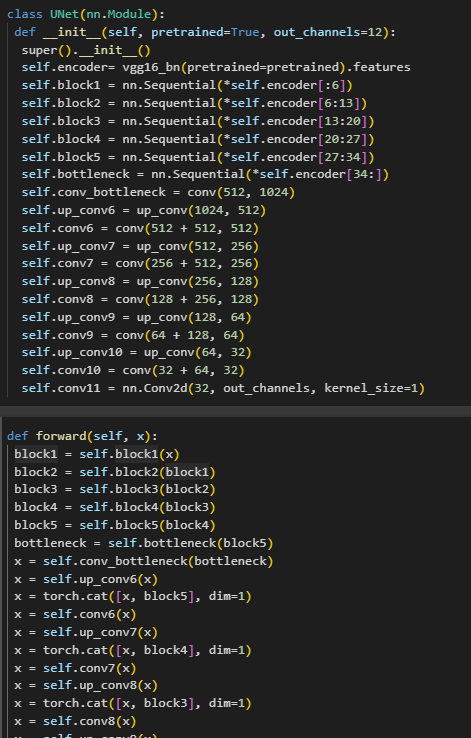 class UNet(nn.Module):
def __init__(self, pretrained=True, out_channels=12):
super().__init__()
self.encoder= vgg16_bn(pretrained=pretrained).features
self.block1 = nn.Sequential(*self.encoder[:6])
self.block2 = nn.Sequential(*self.encoder[6:13])
self.block3 = nn.Sequential(*self.encoder[13:20])
self.block4 = nn.Sequential(*self.encoder[20:27])
self.block5 = nn.Sequential(*self.encoder[27:34])
self.bottleneck = nn.Sequential(*self.encoder[34:])
self.conv_bottleneck = conv(512, 1024)
self.up_conv6 = up_conv(1024, 512)
self.conv6 = conv(512 + 512, 512)
self.up_conv7 = up_conv(512, 256)
self.conv7 = conv(256 + 512, 256)
self.up_conv8 = up_conv(256, 128)
self.conv8 = conv(128 + 256, 128)
self.up_conv9 = up_conv(128, 64)
self.conv9 = conv(64 + 128, 64)
self.up_conv10 = up_conv(64, 32)
self.conv10 = conv(32 + 64, 32)
self.conv11 = nn.Conv2d(32, out_channels, kernel_size=1)
def forward(self, x):
block1 = self.block1(x)
block2 = self.block2(block1)
block3 = self.block3(block2)
block4 = self.block4(block3)
block5 = self.block5(block4)
bottleneck = self.bottleneck(block5)
x = self.conv_bottleneck(bottleneck)
x = self.up_conv6(x)
x = torch.cat([x, block5], dim=1)
x = self.conv6(x)
x = self.up_conv7(x)
x = torch.cat([x, block4], dim=1)
x = self.conv7(x)
x = self.up_conv8(x)
x = torch.cat([x, block3], dim=1)
x = self.conv8(x)